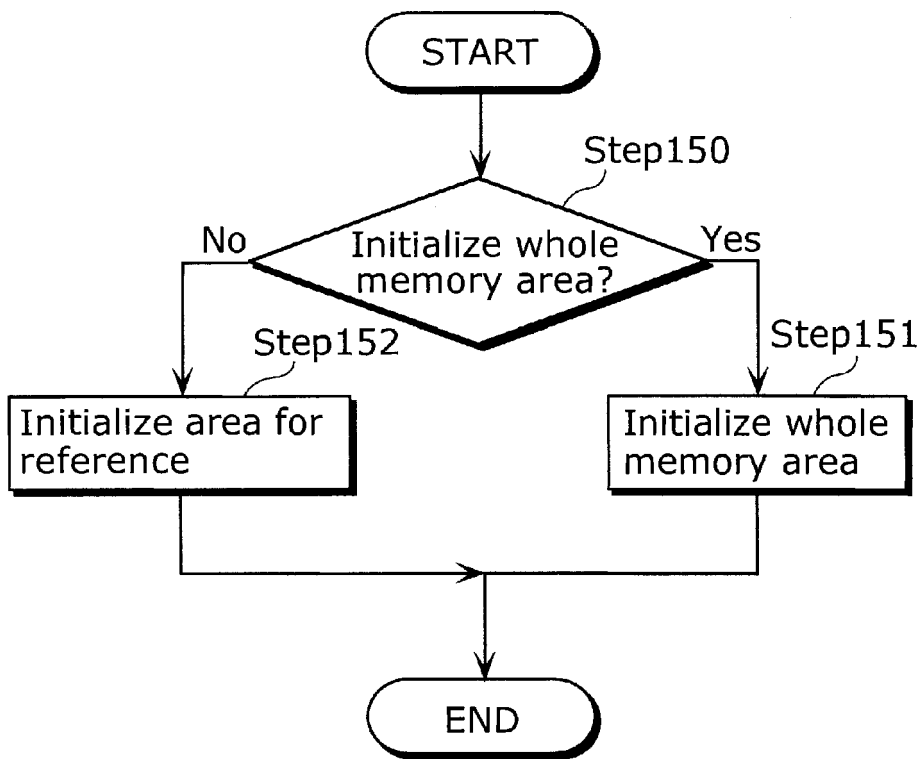 START
Step150
No
Yes
Initialize whole
memory area?
Step152
Step151
Initialize area for
reference
Initialize whole
memory area
END